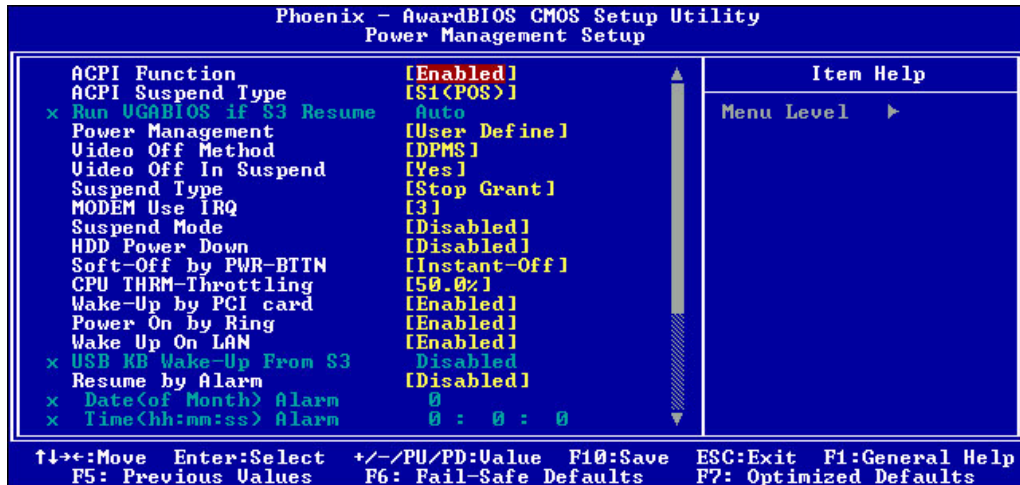 Phoenix - AwardBIOS CMOS Setup Utility
Power Management Setup
ACPI Function [Enabled]
ACPI Suspend Type [S1(POS)]
x Run VGABIOS if S3 Resume Auto
Power Management [User Define]
Video Off Method [DPMS]
Video Off In Suspend [Yes]
Suspend Type [Stop Grant]
MODEM Use IRQ [3]
Suspend Mode [Disabled]
HDD Power Down [Disabled]
Soft-Off by PWR-BTTN [Instant-Off]
CPU THRM-Throttling [50.0%]
Wake-Up by PCI card [Enabled]
Power On by Ring [Enabled]
Wake Up On LAN [Enabled]
x USB KB Wake-Up From S3 Disabled
Resume by Alarm [Disabled]
x Date(of Month) Alarm 0
x Time(hh:mm:ss) Alarm 0 : 0 : 0
Item Help
Menu Level ▶
↑↓→←:Move Enter:Select +/-/PU/PD:Value F10:Save ESC:Exit F1:General Help
F5: Previous Values F6: Fail-Safe Defaults F7: Optimized Defaults